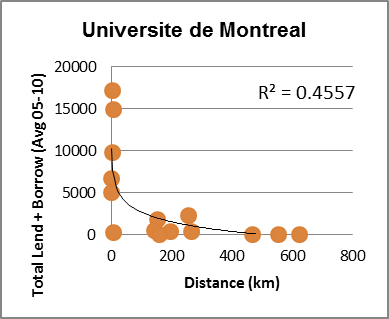 Universite de Montreal
Total Lend + Borrow (Avg 05-10)
20000
15000
10000
5000
0
R² = 0.4557
0 200 400 600 800
Distance (km)